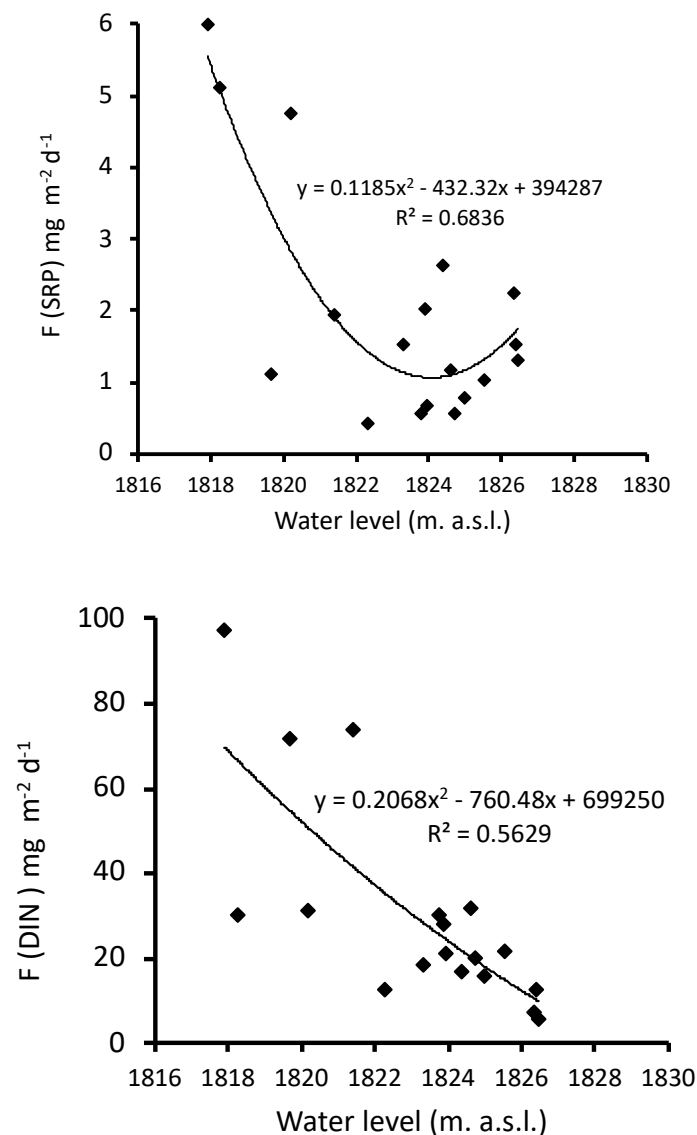 6
5
4
3
2
1
0
F (SRP) mg m-2 d-1
y = 0.1185x² - 432.32x + 394287
R² = 0.6836
1816 1818 1820 1822 1824 1826 1828 1830
Water level (m. a.s.l.)
100
80
60
40
20
0
F (DIN ) mg m-2 d-1
y = 0.2068x² - 760.48x + 699250
R² = 0.5629
1816 1818 1820 1822 1824 1826 1828 1830
Water level (m. a.s.l.)